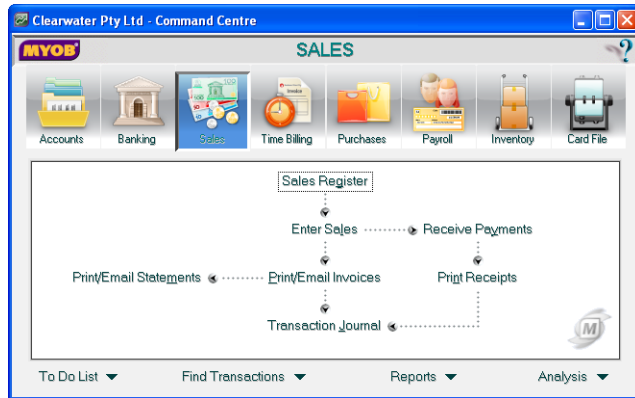 Clearwater Pty Ltd - Command Centre
MYOB
SALES
?
Accounts Banking Sales Time Billing Purchases Payroll Inventory Card File
Sales Register
Enter Sales Receive Payments
Print/Email Statements Print/Email Invoices Print Receipts
Transaction Journal
M
To Do List Find Transactions Reports Analysis